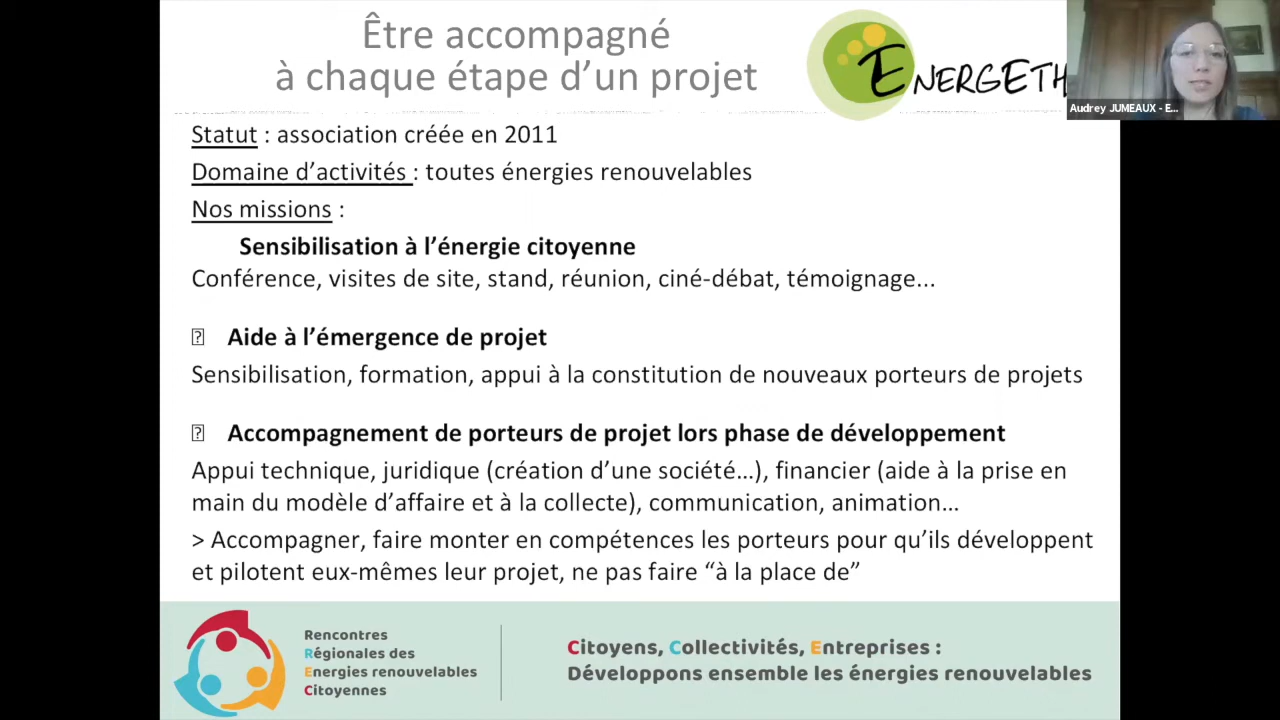 Être accompagné
à chaque étape d’un projet
ENERGETH
Audrey JUMEAUX - E...
Statut : association créée en 2011
Domaine d’activités : toutes énergies renouvelables
Nos missions :
Sensibilisation à l’énergie citoyenne
Conférence, visites de site, stand, réunion, ciné-débat, témoignage...
Aide à l’émergence de projet
Sensibilisation, formation, appui à la constitution de nouveaux porteurs de projets
Accompagnement de porteurs de projet lors phase de développement
Appui technique, juridique (création d’une société…), financier (aide à la prise en
main du modèle d’affaire et à la collecte), communication, animation…
> Accompagner, faire monter en compétences les porteurs pour qu’ils développent
et pilotent eux-mêmes leur projet, ne pas faire “à la place de”
Rencontres
Régionales des
Energies renouvelables
Citoyennes
Citoyens, Collectivités, Entreprises :
Développons ensemble les énergies renouvelables